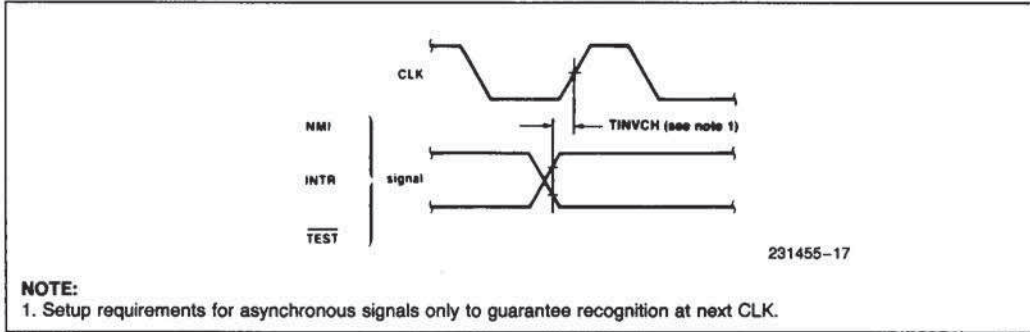 CLK
NMI
TINVCH (see note 1)
INTR
signal
TEST
231455-17
NOTE:
1. Setup requirements for asynchronous signals only to guarantee recognition at next CLK.